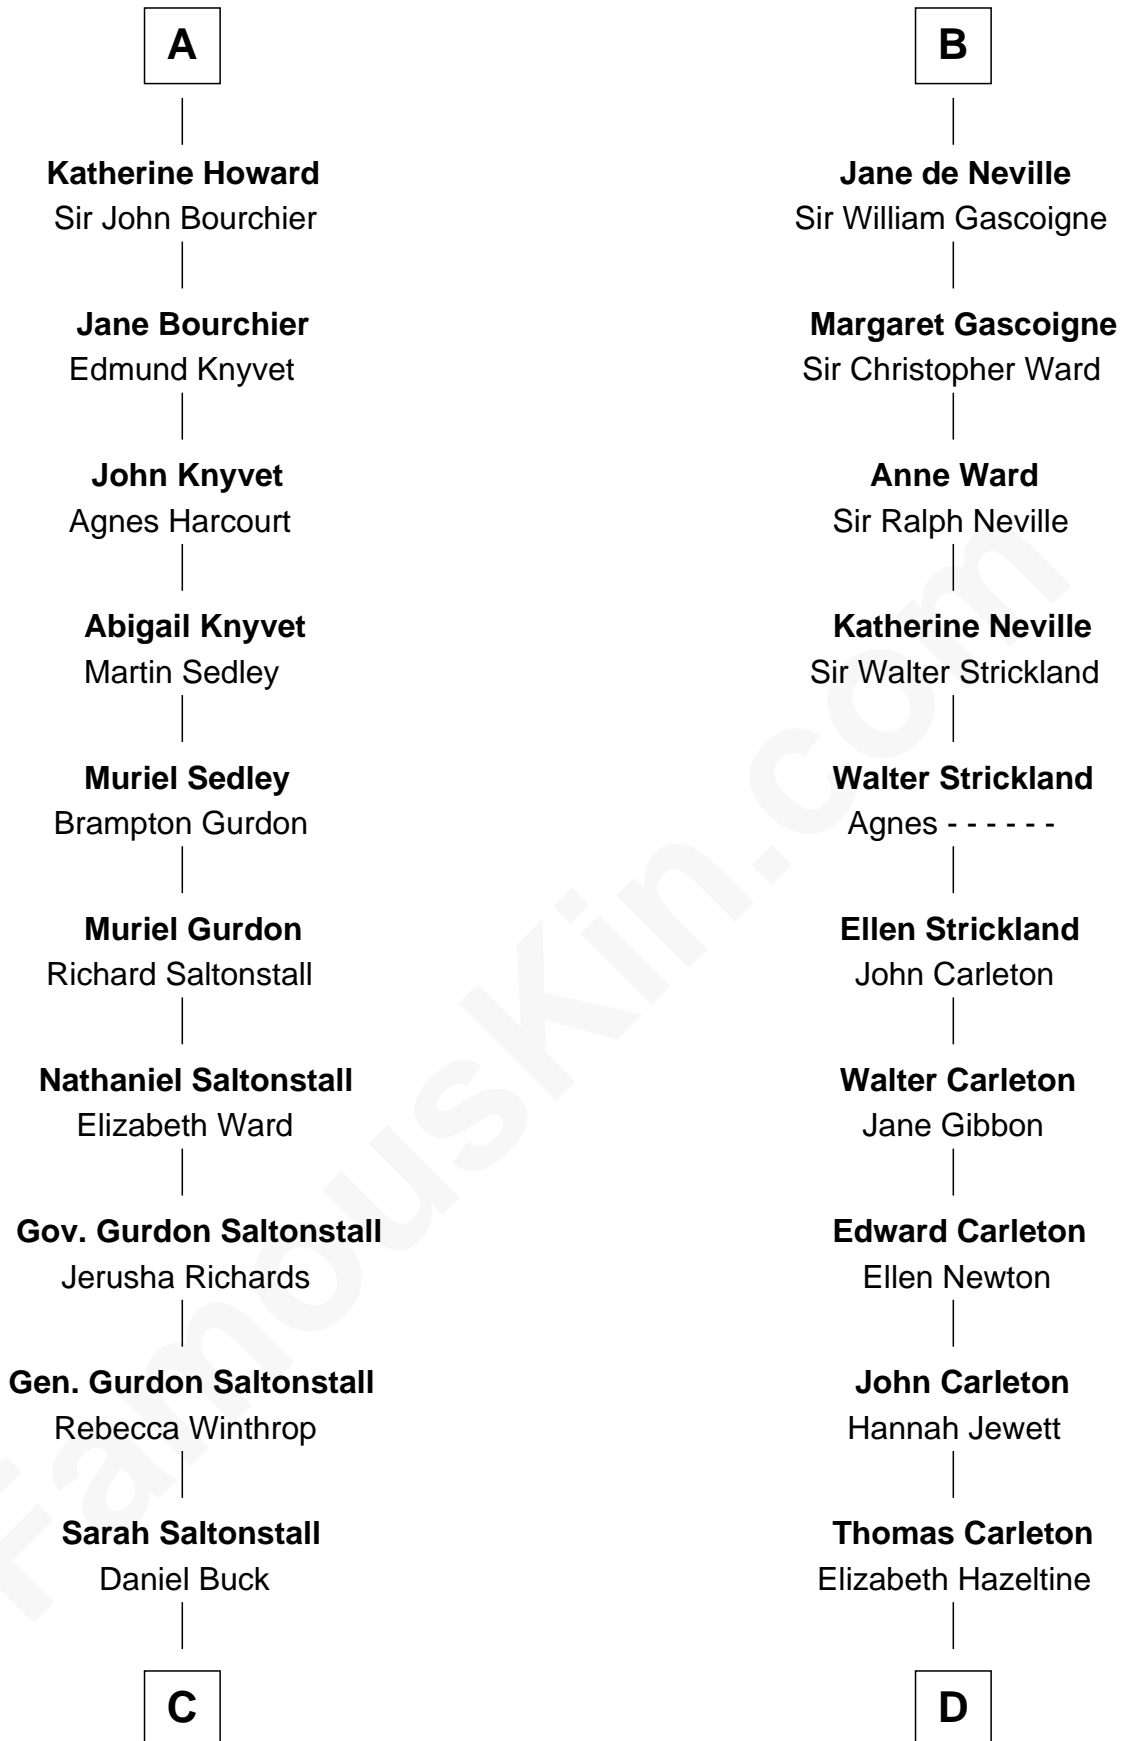 A
Katherine Howard
Sir John Bourchier
Jane Bourchier
Edmund Knyvet
John Knyvet
Agnes Harcourt
Abigail Knyvet
Martin Sedley
Muriel Sedley
Brampton Gurdon
Muriel Gurdon
Richard Saltonstall
Nathaniel Saltonstall
Elizabeth Ward
Gov. Gurdon Saltonstall
Jerusha Richards
Gen. Gurdon Saltonstall
Rebecca Winthrop
Sarah Saltonstall
Daniel Buck
C
B
Jane de Neville
Sir William Gascoigne
Margaret Gascoigne
Sir Christopher Ward
Anne Ward
Sir Ralph Neville
Katherine Neville
Sir Walter Strickland
Walter Strickland
Agnes - - - - - -
Ellen Strickland
John Carleton
Walter Carleton
Jane Gibbon
Edward Carleton
Ellen Newton
John Carleton
Hannah Jewett
Thomas Carleton
Elizabeth Hazeltine
D
FamousKin.com